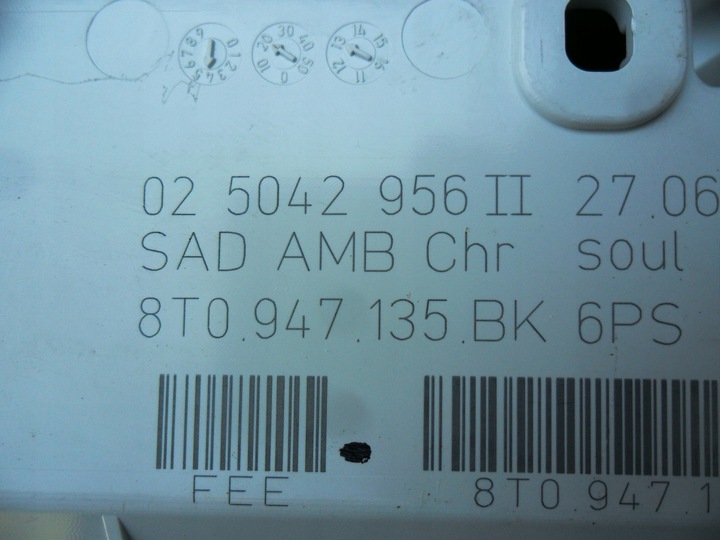 02 5042 956 II 27.06
SAD AMB Chr soul
8T0.947.135.BK 6PS
FEE
8T0.947.1